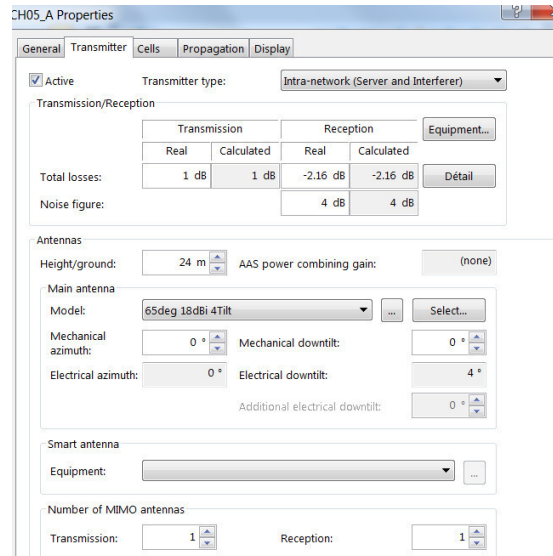 CH05_A Properties
General Transmitter Cells Propagation Display
Active Transmitter type: Intra-network (Server and Interferer)
Transmission/Reception
Transmission Reception Equipment...
Real Calculated Real Calculated
Total losses: 1 dB 1 dB -2.16 dB -2.16 dB Détail
Noise figure: 4 dB 4 dB
Antennas
Height/ground: 24 m AAS power combining gain: (none)
Main antenna
Model: 65deg 18dBi 4Tilt ... Select...
Mechanical azimuth: 0 ° Mechanical downtilt: 0 °
Electrical azimuth: 0 ° Electrical downtilt: 4 °
Additional electrical downtilt: 0 °
Smart antenna
Equipment: ...
Number of MIMO antennas
Transmission: 1 Reception: 1